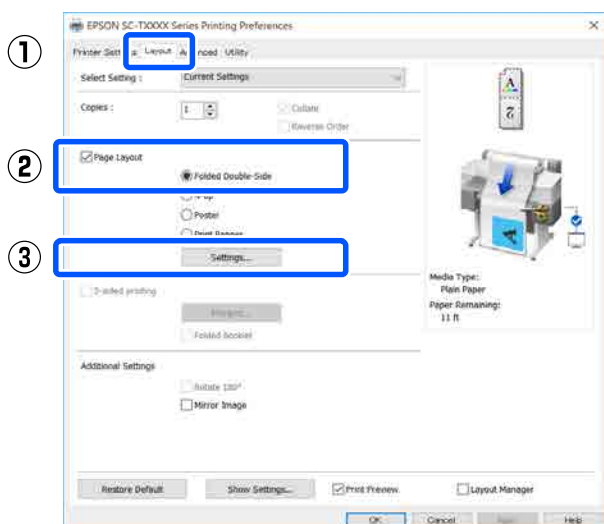 EPSON SC-TXXXX Series Printing Preferences
①
Layout
Utility
Select Setting :
Current Settings
Copies :
1
Collate
Reverse Order
②
Page Layout
Folded Double-Side
Poster
Print Banner
③
Settings...
Media Type:
Plain Paper
Paper Remaining:
11 ft
2-sided printing
Folded booklet
Additional Settings
Rotate 180°
Mirror Image
Restore Default
Show Settings...
Print Preview
Layout Manager
OK
Cancel
Help